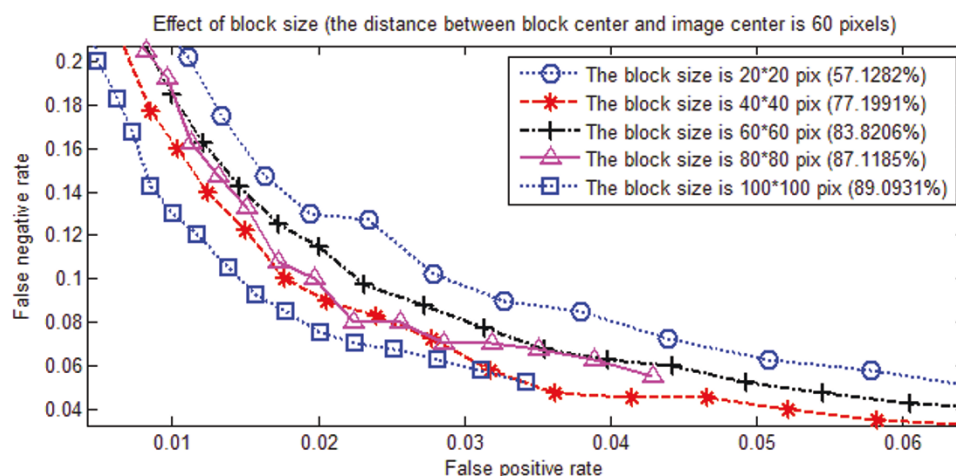 Effect of block size (the distance between block center and image center is 60 pixels)
0.2
0.18
0.16
0.14
0.12
0.1
0.08
0.06
0.04
False negative rate
The block size is 20*20 pix (57.1282%)
The block size is 40*40 pix (77.1991%)
The block size is 60*60 pix (83.8206%)
The block size is 80*80 pix (87.1185%)
The block size is 100*100 pix (89.0931%)
0.01 0.02 0.03 0.04 0.05 0.06
False positive rate